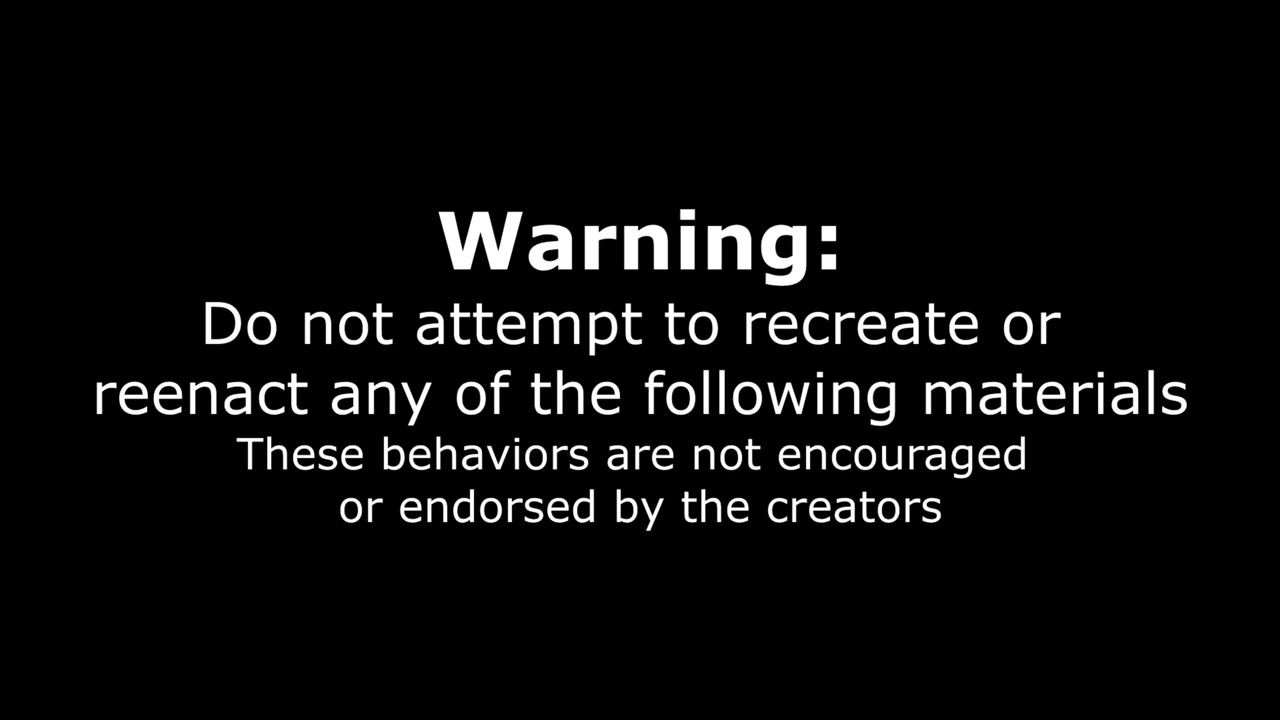 Warning:
Do not attempt to recreate or
reenact any of the following materials
These behaviors are not encouraged
or endorsed by the creators